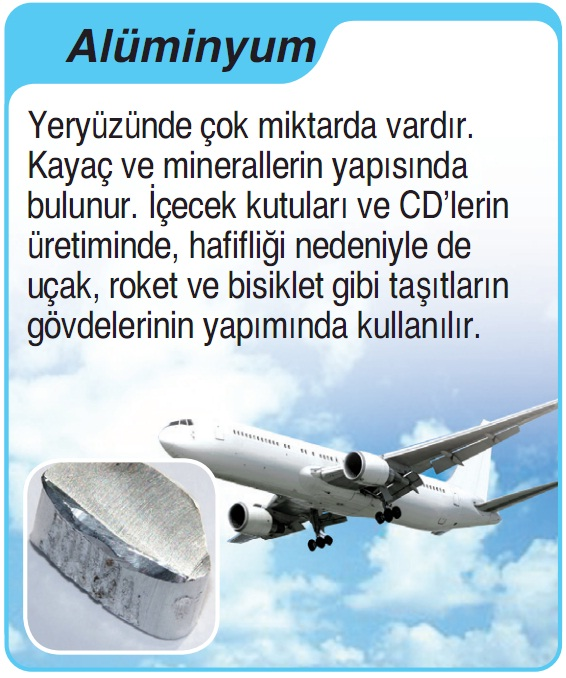 Alüminyum
Yeryüzünde çok miktarda vardır.
Kayaç ve minerallerin yapısında
bulunur. İçecek kutuları ve CD’lerin
üretiminde, hafifliği nedeniyle de
uçak, roket ve bisiklet gibi taşıtların
gövdelerinin yapımında kullanılır.